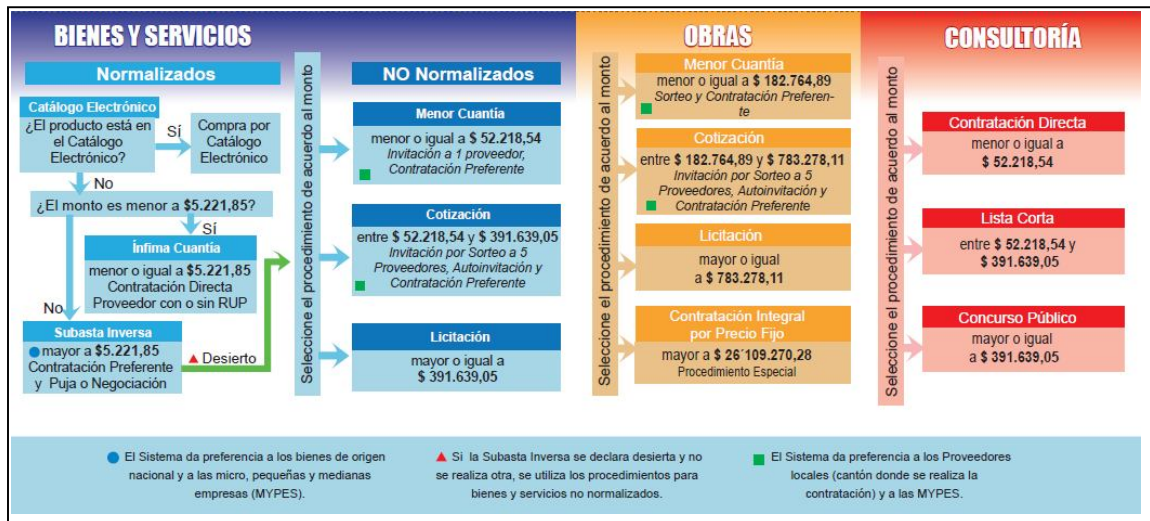 BIENES Y SERVICIOS
Normalizados
Catálogo Electrónico
¿El producto está en
el Catálogo
Electrónico?
Sí
Compra por
Catálogo
Electrónico
No
¿El monto es menor a $5.221,85?
Sí
Ínfima Cuantía
menor o igual a $5.221,85
Contratación Directa
Proveedor con o sin RUP
No
Subasta Inversa
mayor a $5.221,85
Contratación Preferente
y Puja o Negociación
Desierto
Seleccione el procedimiento de acuerdo al monto
NO Normalizados
Menor Cuantía
menor o igual a $ 52.218,54
Invitación a 1 proveedor,
Contratación Preferente
Cotización
entre $ 52.218,54 y $ 391.639,05
Invitación por Sorteo a 5
Proveedores, Autoinvitación y
Contratación Preferente
Licitación
mayor o igual a
$ 391.639,05
OBRAS
Seleccione el procedimiento de acuerdo al monto
Menor Cuantía
menor o igual a $ 182.764,89
Sorteo y Contratación Preferen-
te
Cotización
entre $ 182.764,89 y $ 783.278,11
Invitación por Sorteo a 5
Proveedores, Autoinvitación y
Contratación Preferente
Licitación
mayor o igual
a $ 783.278,11
Contratación Integral
por Precio Fijo
mayor a $ 26´109.270,28
Procedimiento Especial
CONSULTORÍA
Seleccione el procedimiento de acuerdo al monto
Contratación Directa
menor o igual a
$ 52.218,54
Lista Corta
entre $ 52.218,54 y
$ 391.639,05
Concurso Público
mayor o igual
a $ 391.639,05
El Sistema da preferencia a los bienes de origen
nacional y a las micro, pequeñas y medianas
empresas (MYPES).
Si la Subasta Inversa se declara desierta y no
se realiza otra, se utiliza los procedimientos para
bienes y servicios no normalizados.
El Sistema da preferencia a los Proveedores
locales (cantón donde se realiza la
contratación) y a las MYPES.